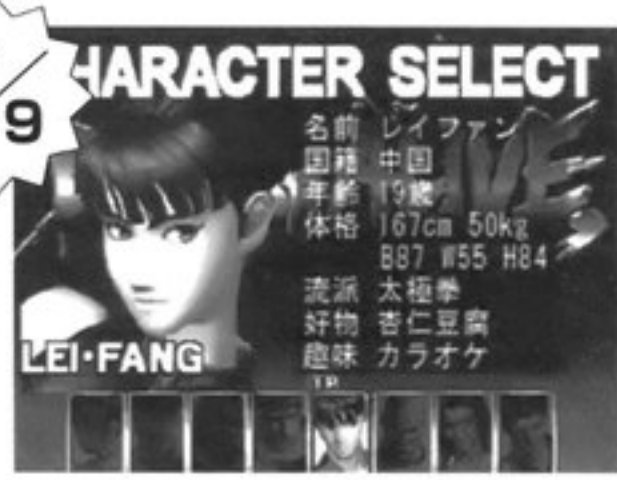 9
CHARACTER SELECT
名前 レイファン
国籍 中国
年齢 19歳
体格 167cm 50kg
B87 W55 H84
流派 太極拳
好物 杏仁豆腐
趣味 カラオケ
LEI・FANG
1P